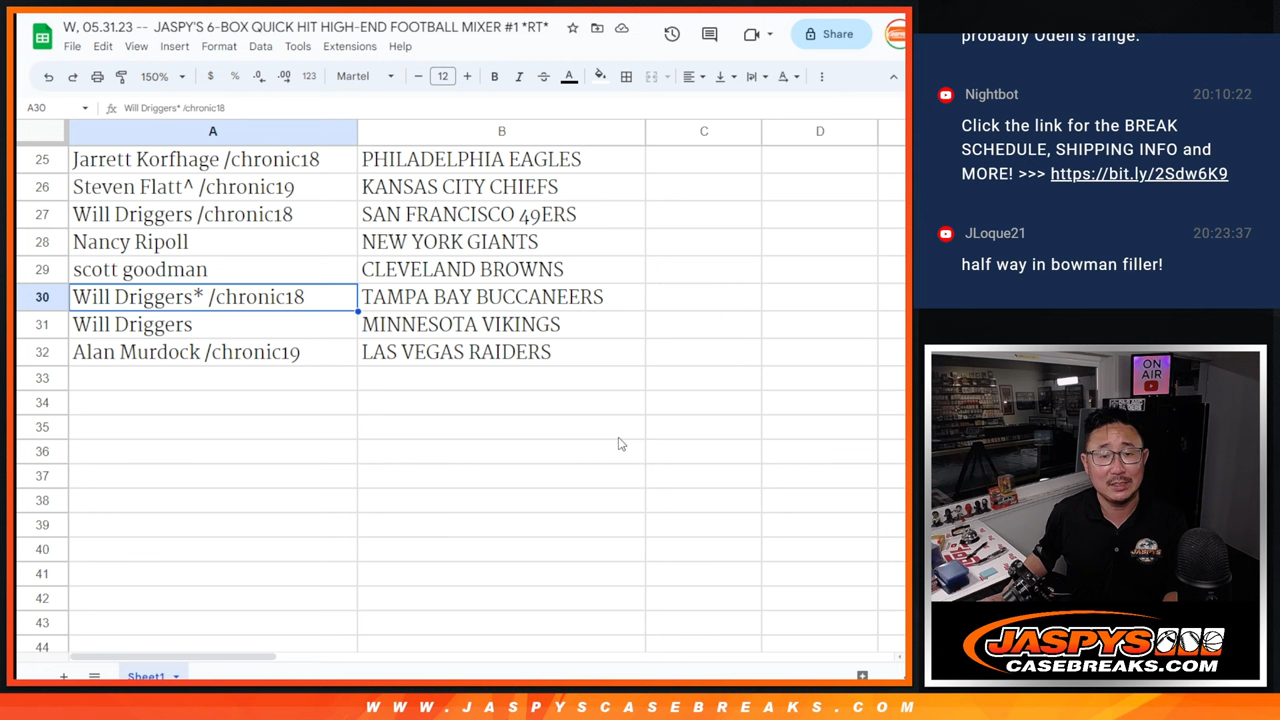 W, 05.31.23 -- JASPY'S 6-BOX QUICK HIT HIGH-END FOOTBALL MIXER #1 *RT*
File Edit View Insert Format Data Tools Extensions Help
Share
150% $ % .0 .00 123 Martel 12 B I A
A30 fx Will Driggers* /chronic18
A B C D
25 Jarrett Korfhage /chronic18 PHILADELPHIA EAGLES
26 Steven Flatt^ /chronic19 KANSAS CITY CHIEFS
27 Will Driggers /chronic18 SAN FRANCISCO 49ERS
28 Nancy Ripoll NEW YORK GIANTS
29 scott goodman CLEVELAND BROWNS
30 Will Driggers* /chronic18 TAMPA BAY BUCCANEERS
31 Will Driggers MINNESOTA VIKINGS
32 Alan Murdock /chronic19 LAS VEGAS RAIDERS
33
34
35
36
37
38
39
40
41
42
43
44
Sheet1
probably Odell's range.
Nightbot 20:10:22
Click the link for the BREAK
SCHEDULE, SHIPPING INFO and
MORE! >>> https://bit.ly/2Sdw6K9
JLoque21 20:23:37
half way in bowman filler!
ON
AIR
JASPYS
JASPYS
CASEBREAKS.COM
WWW.JASPYSCASEBREAKS.COM